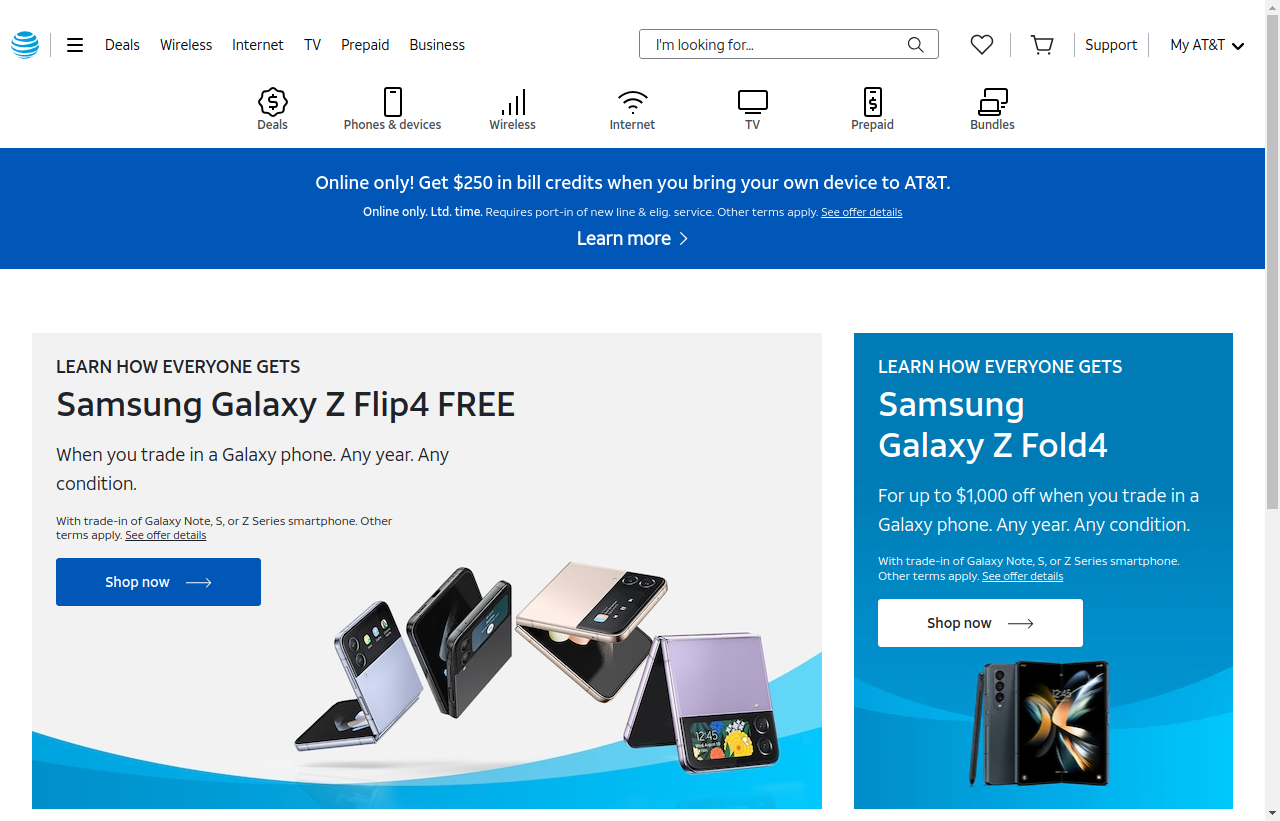 Deals Wireless Internet TV Prepaid Business I'm looking for... Support My AT&T
Deals Phones & devices Wireless Internet TV Prepaid Bundles
Online only! Get $250 in bill credits when you bring your own device to AT&T.
Online only. Ltd. time. Requires port-in of new line & elig. service. Other terms apply. See offer details
Learn more
LEARN HOW EVERYONE GETS
Samsung Galaxy Z Flip4 FREE
When you trade in a Galaxy phone. Any year. Any
condition.
With trade-in of Galaxy Note, S, or Z Series smartphone. Other
terms apply. See offer details
Shop now
12:45
LEARN HOW EVERYONE GETS
Samsung
Galaxy Z Fold4
For up to $1,000 off when you trade in a
Galaxy phone. Any year. Any condition.
With trade-in of Galaxy Note, S, or Z Series smartphone.
Other terms apply. See offer details
Shop now
12:45